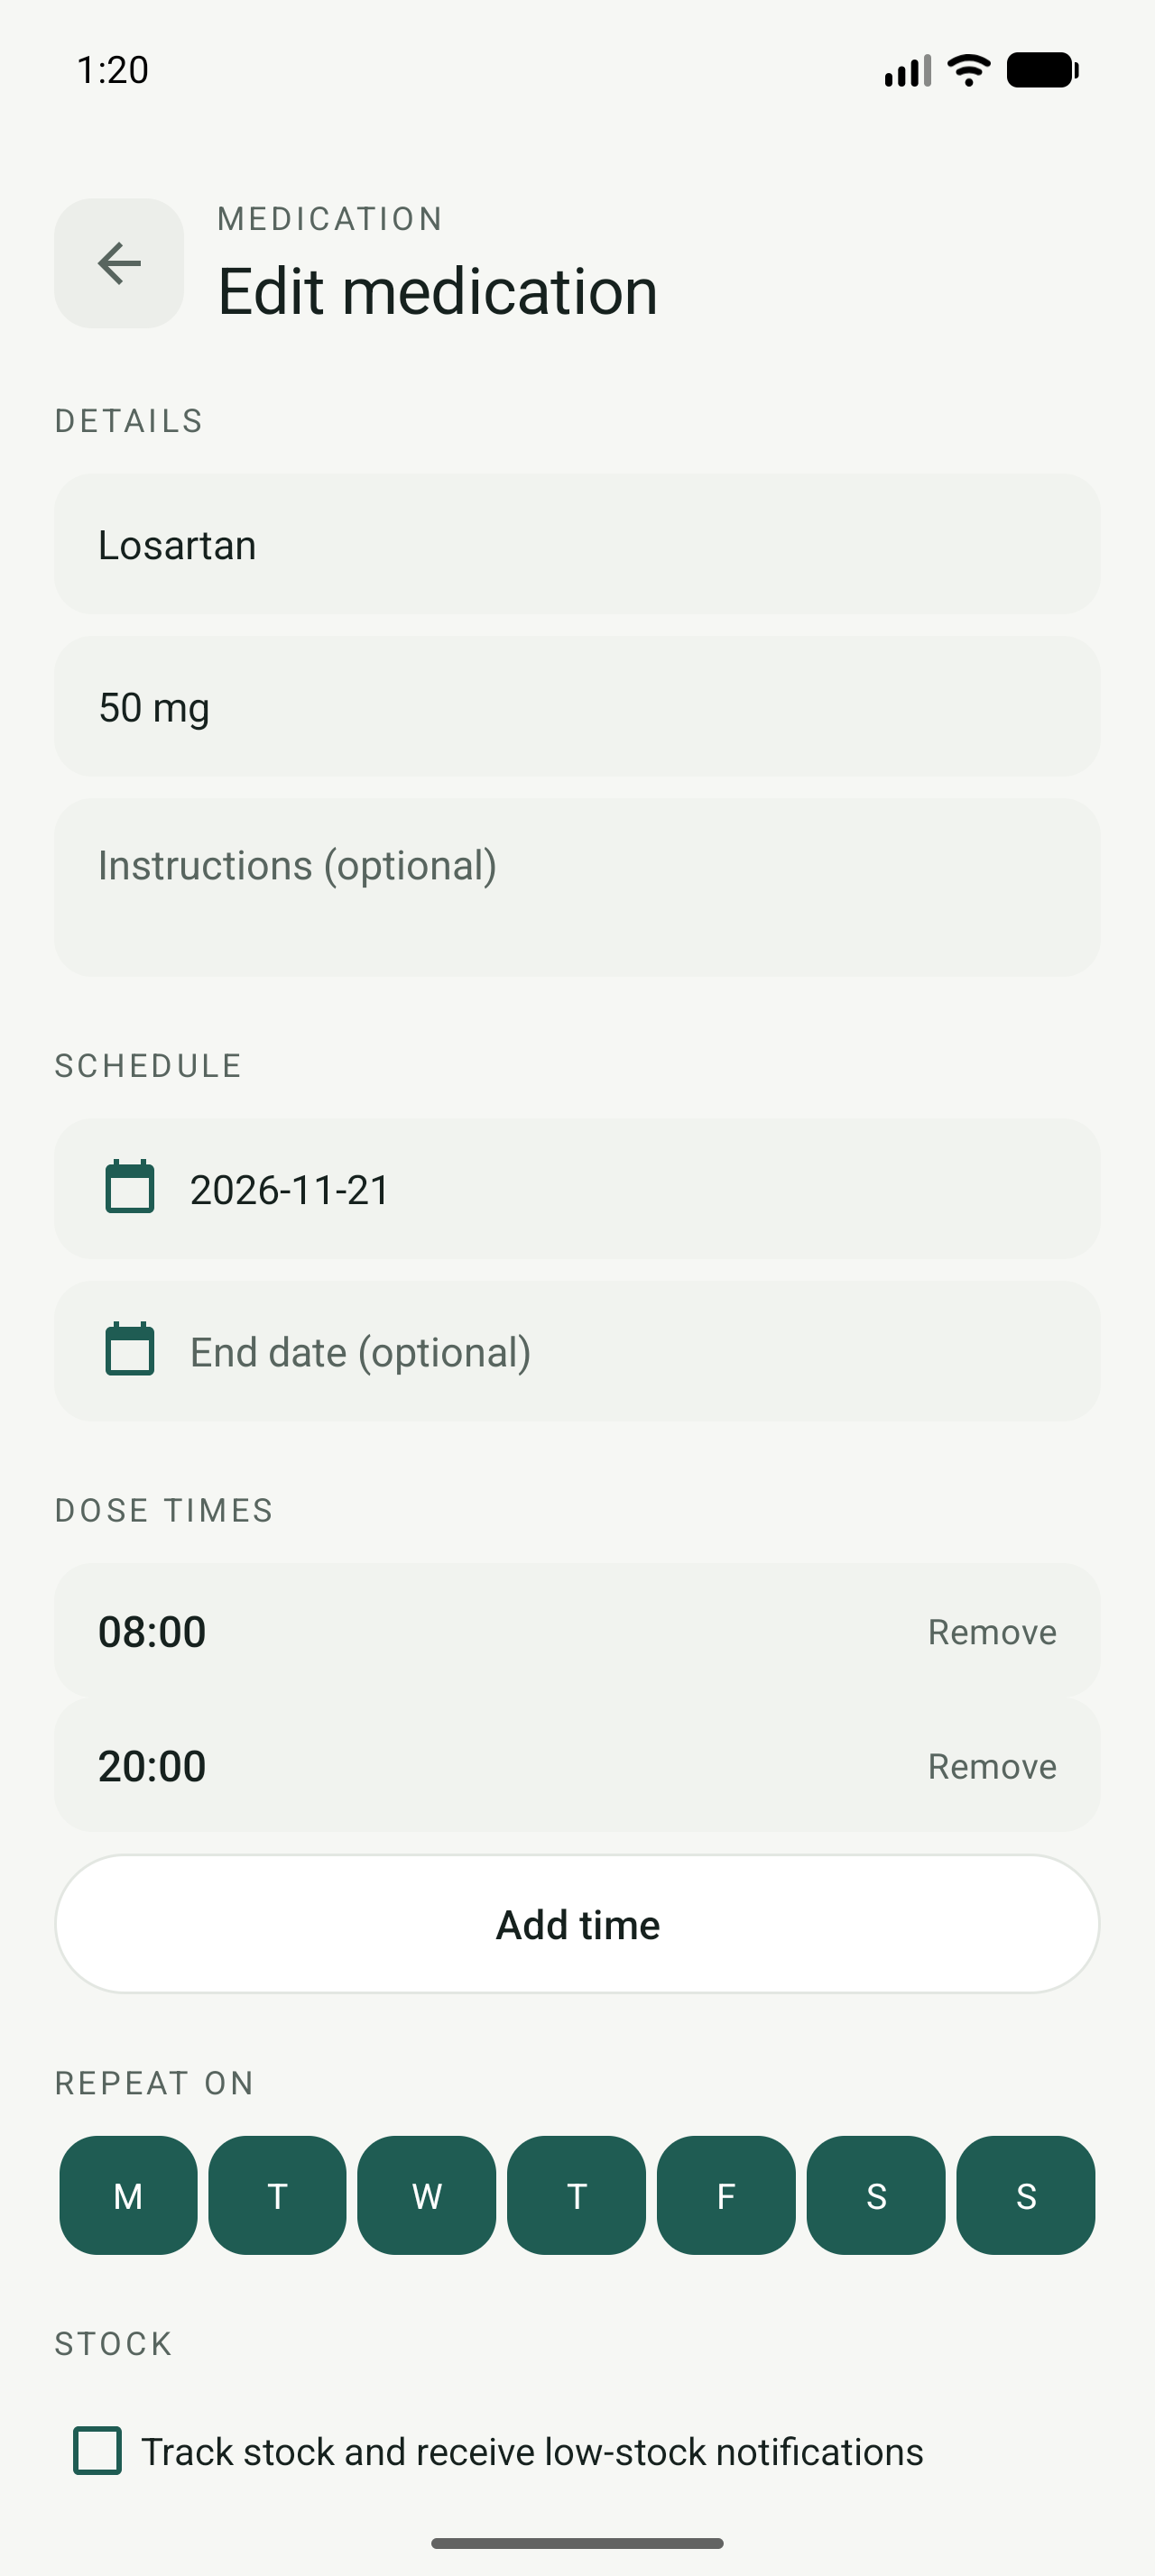 1:20
MEDICATION
Edit medication
DETAILS
Losartan
50 mg
Instructions (optional)
SCHEDULE
2026-11-21
End date (optional)
DOSE TIMES
08:00 Remove
20:00 Remove
Add time
REPEAT ON
M T W T F S S
STOCK
Track stock and receive low-stock notifications